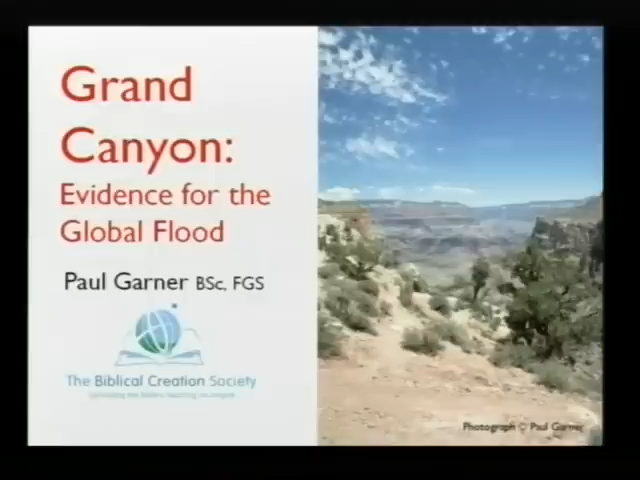 Grand
Canyon:
Evidence for the
Global Flood
Paul Garner BSc, FGS
The Biblical Creation Society
Photograph © Paul Garner